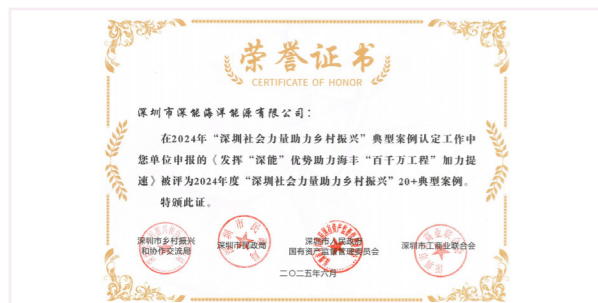 荣誉证书
CERTIFICATE OF HONOR
深圳市深能海洋能源有限公司:
在2024年“深圳社会力量助力乡村振兴”典型案例认定工作中
您单位申报的《发挥“深能”优势助力海丰“百千万工程”加力提
速》被评为2024年度“深圳社会力量助力乡村振兴”20+典型案例。
特颁此证。
深圳市乡村振兴
和协作交流局
深圳市民政局
深圳市人民政府
国有资产监督管理委员会
深圳市工商业联合会
二〇二五年六月